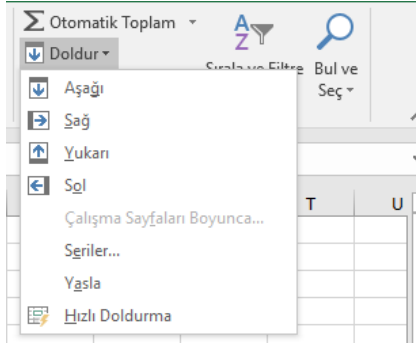 Otomatik Toplam
Doldur
Sırala ve Filtre
Bul ve
Seç
Aşağı
Sağ
Yukarı
Sol
Çalışma Sayfaları Boyunca...
Seriler...
Yasla
Hızlı Doldurma
T
U